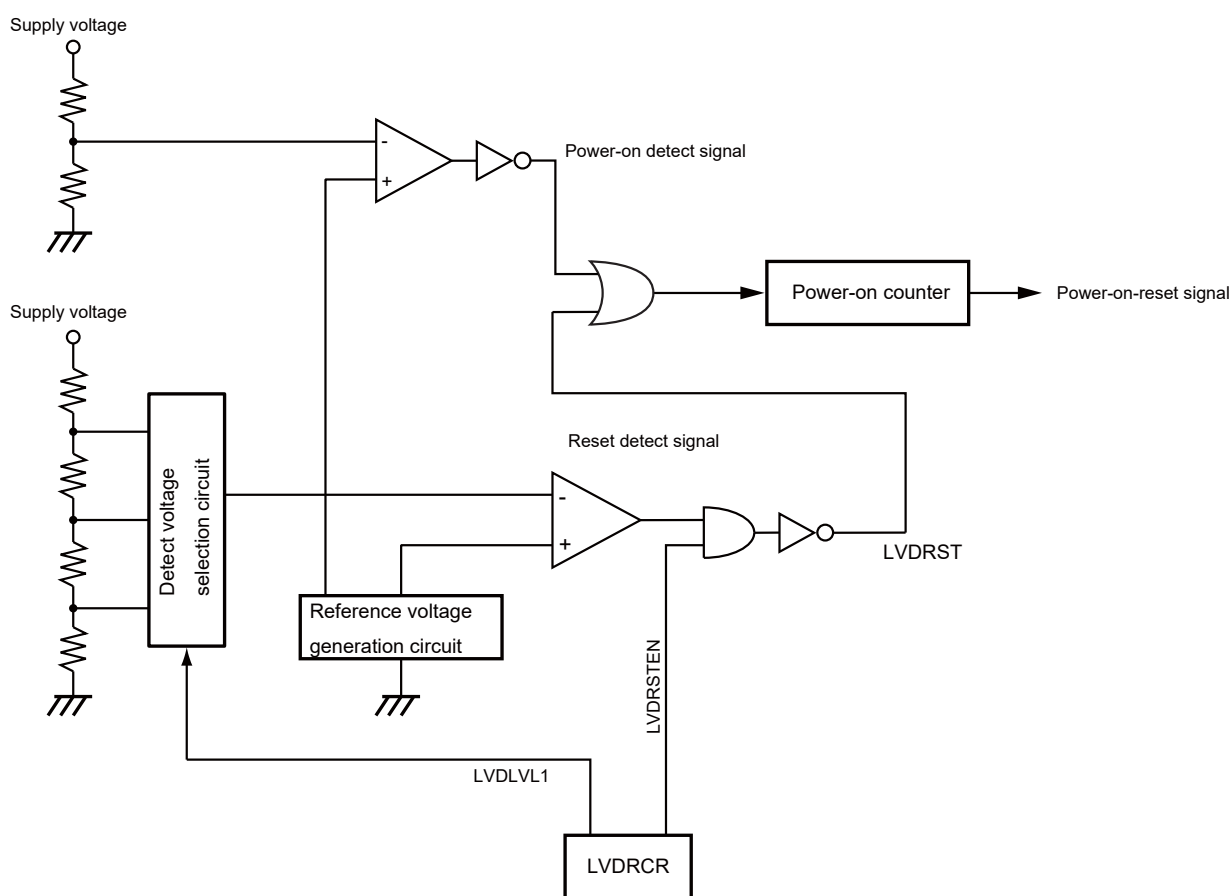 Supply voltage
-
+
Power-on detect signal
Power-on counter
Power-on-reset signal
Supply voltage
Detect voltage
selection circuit
Reset detect signal
-
+
LVDRST
Reference voltage
generation circuit
LVDRSTEN
LVDLVL1
LVDRCR